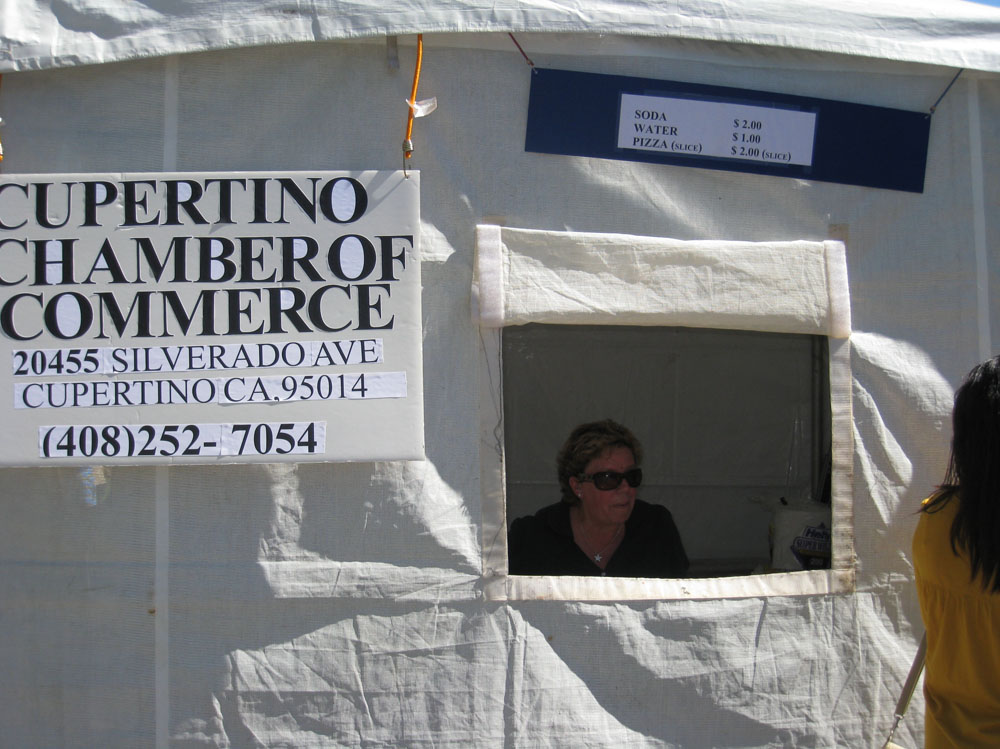 CUPERTINO
CHAMBER OF
COMMERCE
20455 SILVERADO AVE
CUPERTINO CA, 95014
(408)252- 7054
SODA $ 2.00
WATER $ 1.00
PIZZA (SLICE) $ 2.00 (SLICE)